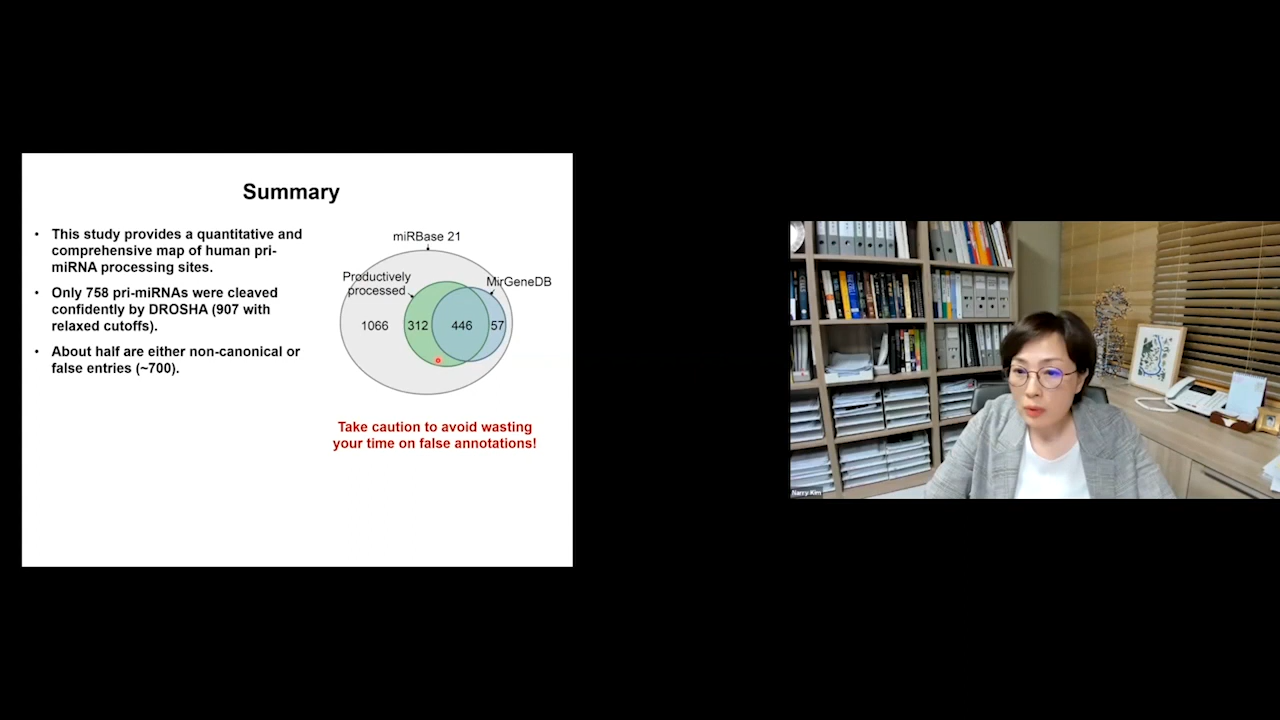 Summary
• This study provides a quantitative and
comprehensive map of human pri-
miRNA processing sites.
• Only 758 pri-miRNAs were cleaved
confidently by DROSHA (907 with
relaxed cutoffs).
• About half are either non-canonical or
false entries (~700).
miRBase 21
Productively
processed
MirGeneDB
1066
312
446
57
Take caution to avoid wasting
your time on false annotations!
Narry Kim